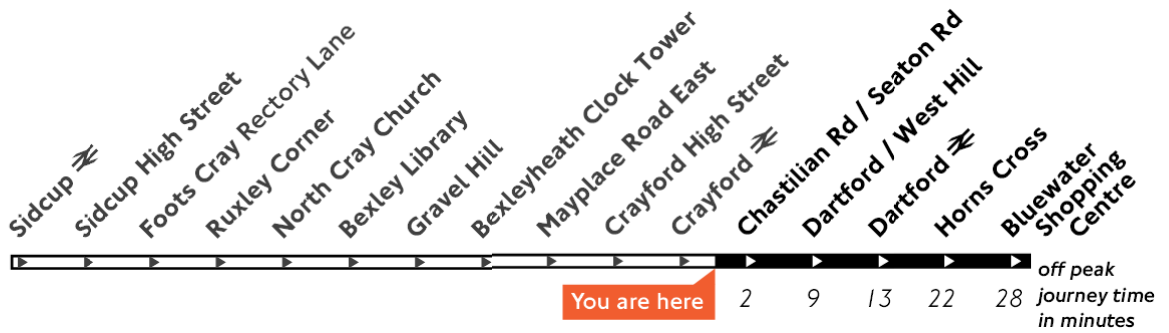 Sidcup
Sidcup High Street
Foots Cray Rectory Lane
Ruxley Corner
North Cray Church
Bexley Library
Gravel Hill
Bexleyheath Clock Tower
Mayplace Road East
Crayford High Street
Crayford
Chastilian Rd / Seaton Rd
Dartford / West Hill
Dartford
Horns Cross
Bluewater
Shopping
Centre
You are here
2 9 13 22 28
off peak
journey time
in minutes